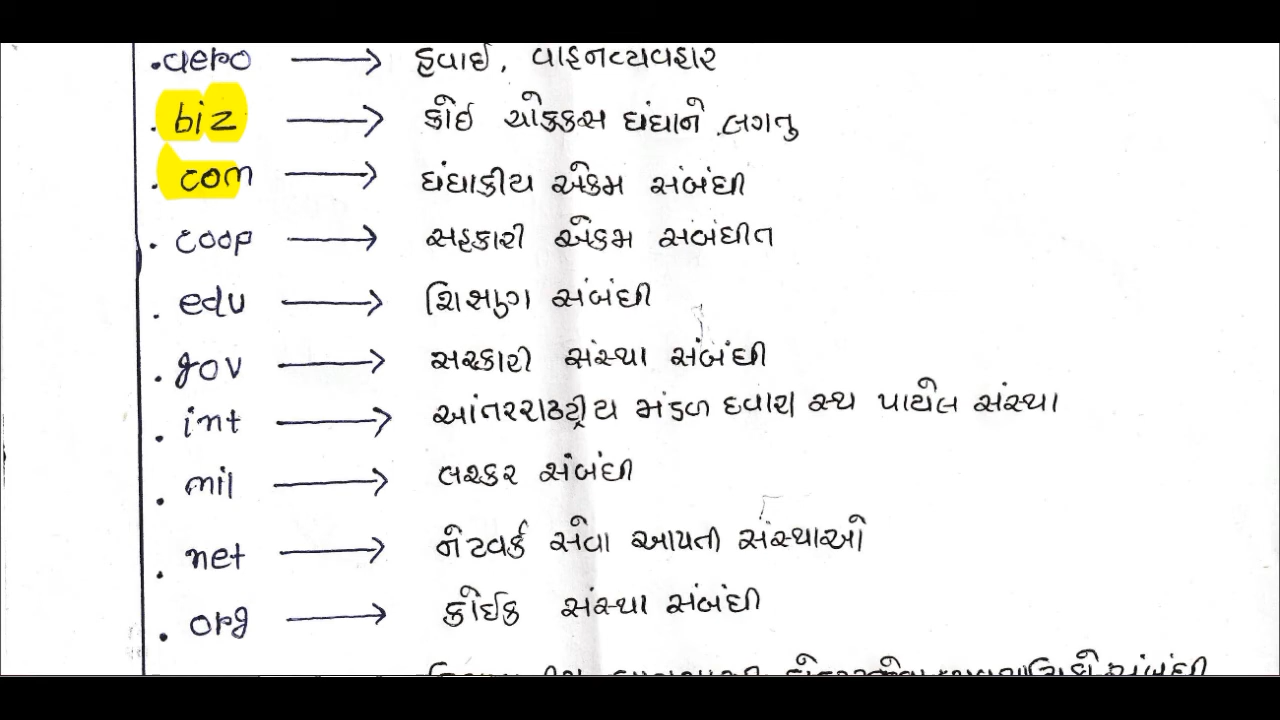 .aero → હવાઈ, વાહનવ્યવહાર
.biz → કોઈ ચોક્કસ ધંધાને લગતુ
.com → ધંધાકીય એકમ સંબંધી
.coop → સહકારી એકમ સંબંધીત
.edu → શિક્ષણ સંબંધી
.gov → સરકારી સંસ્થા સંબંધી
.int → આંતરરાષ્ટ્રીય મંડળ દવારા સ્થ પાયેલ સંસ્થા
.mil → લશ્કર સંબંધી
.net → નેટવર્ક સેવા આપતી સંસ્થાઓ
.org → કોઈક સંસ્થા સંબંધી
સંબંધી